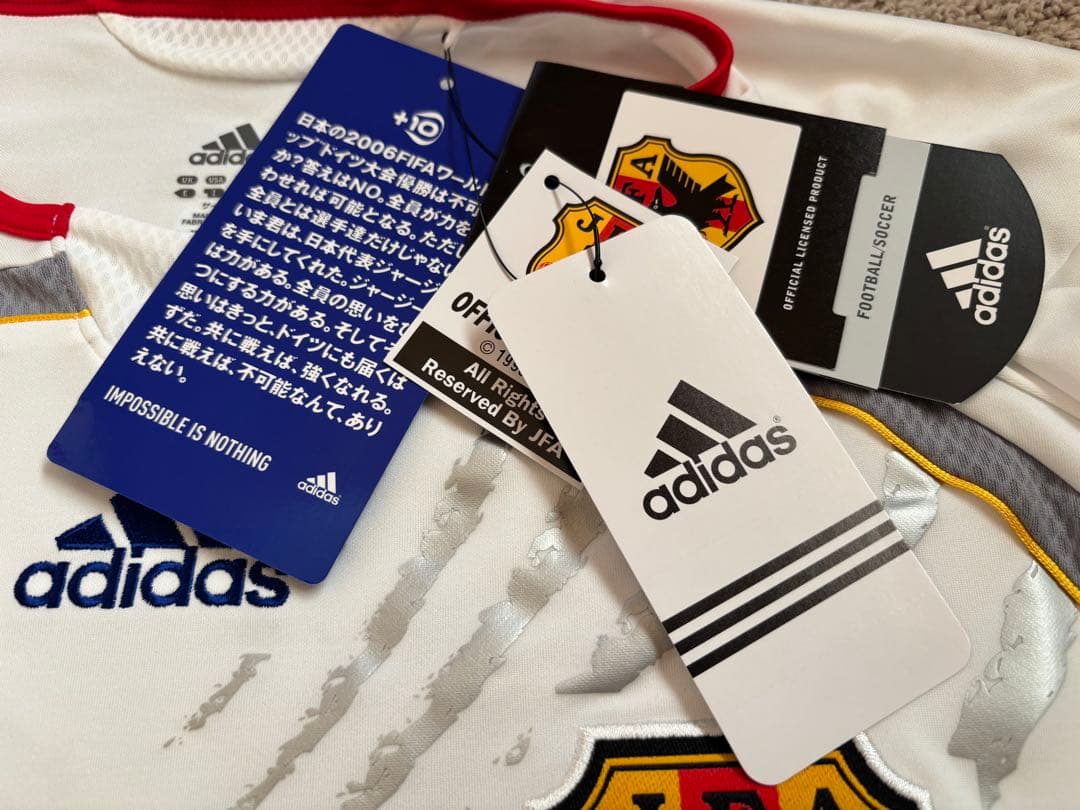 +10
日本の2006FIFAワールド
ップドイツ大会優勝は不可
か?答えはNO。全員が力を
わせれば可能となる。ただし
全員とは選手達だけじゃない
いま君は、日本代表ジャージー
を手にしてくれた。ジャージー
は力がある。全員の思いをひ
つにする力がある。そして
思いはきっと、ドイツにも届くは
ずだ。共に戦えば、強くなれる。
共に戦えば、不可能なんて、あり
えない。
IMPOSSIBLE IS NOTHING
adidas
adidas
UK
USA
adidas
JFA
OFFICIAL LICENSED PRODUCT
FOOTBALL/SOCCER
adidas
All Rights
Reserved By JFA
adidas
JFA